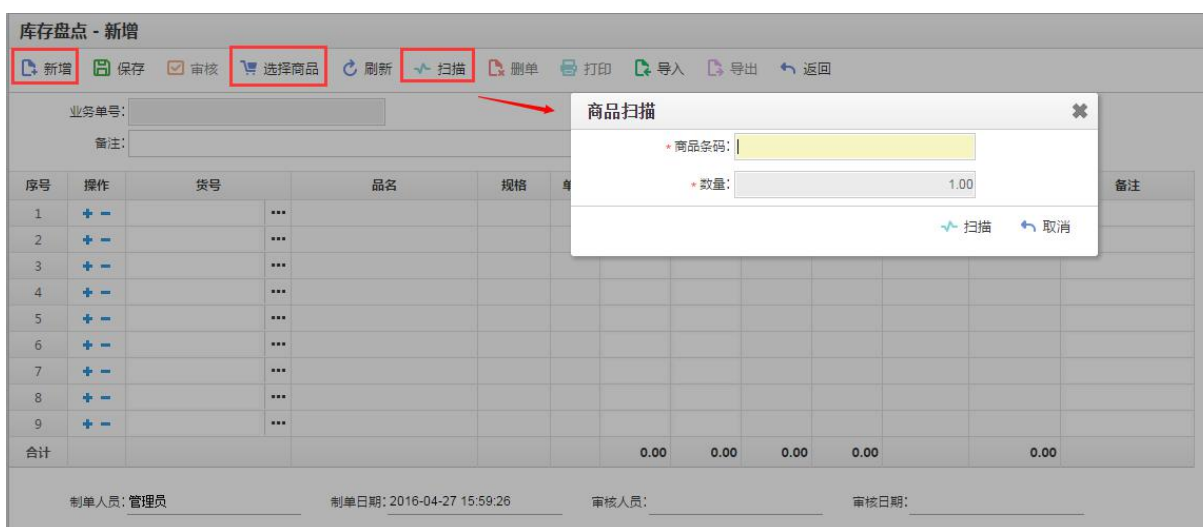 库存盘点 - 新增
新增 保存 审核 选择商品 刷新 扫描 删单 打印 导入 导出 返回
业务单号:
备注:
商品扫描
*商品条码:
*数量: 1.00
扫描 取消
序号 操作 货号 品名 规格 备注
1
2
3
4
5
6
7
8
9
合计 0.00 0.00 0.00 0.00 0.00
制单人员: 管理员 制单日期: 2016-04-27 15:59:26 审核人员: 审核日期: